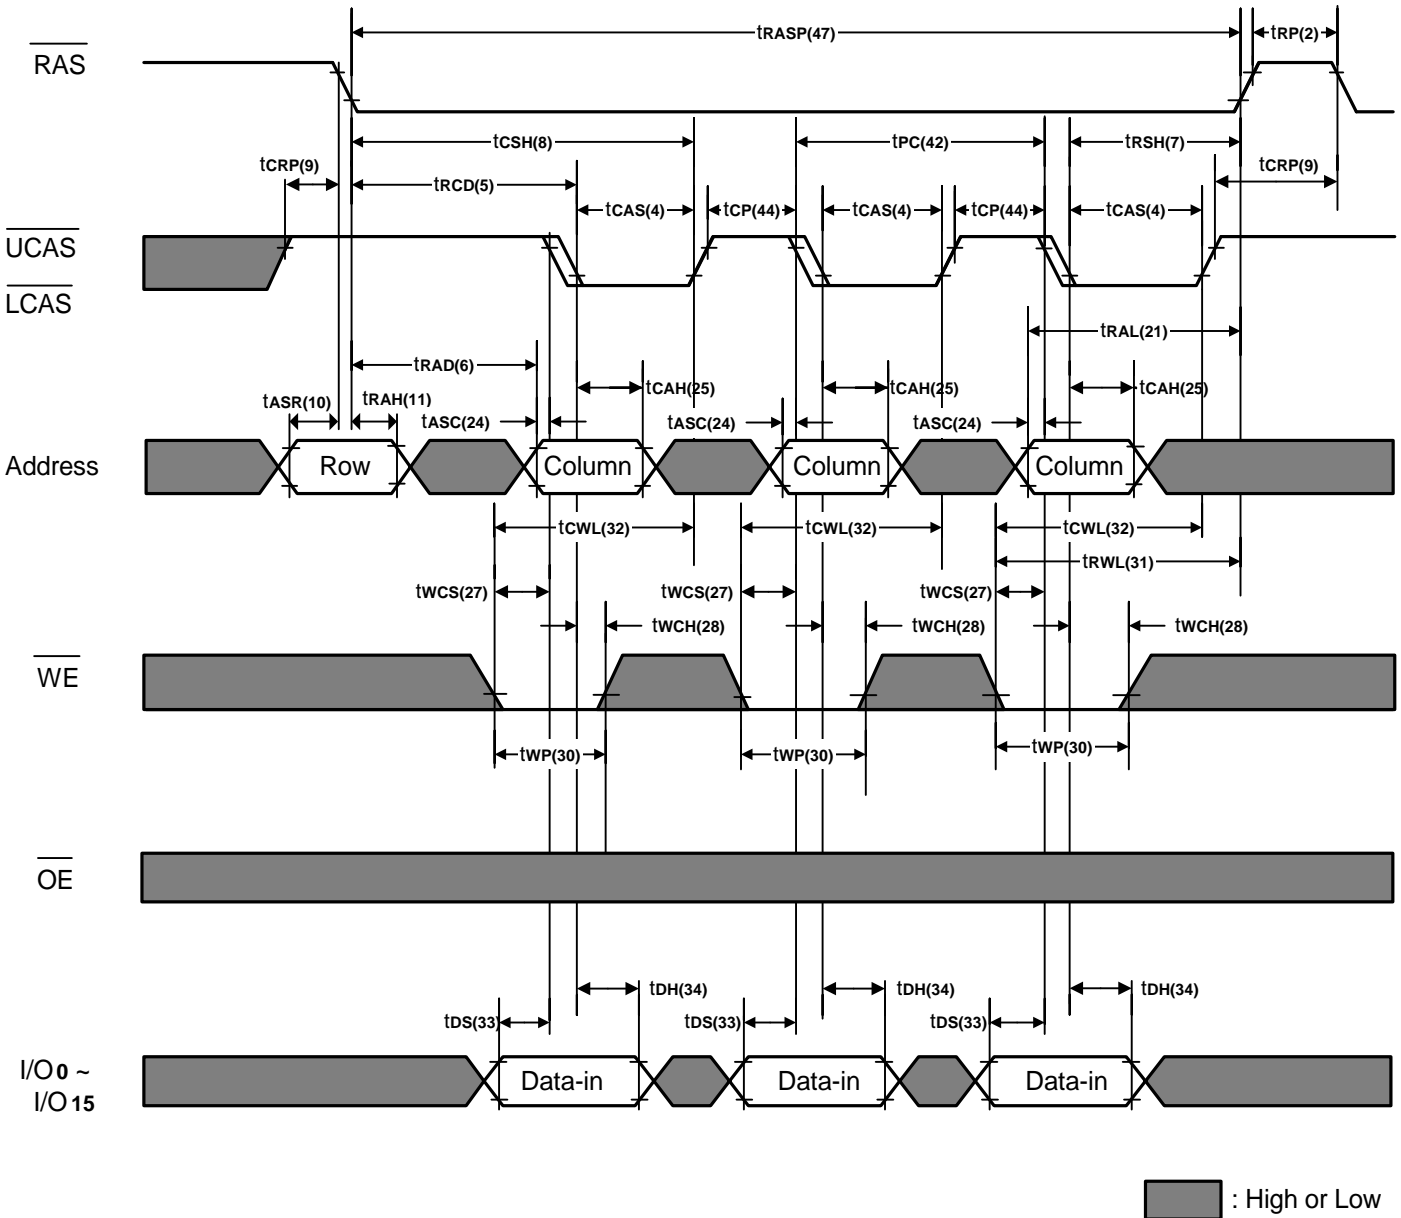 tRASP(47) tRP(2)
RAS
tCSH(8) tPC(42) tRSH(7)
tCRP(9) tCRP(9)
tRCD(5)
tCAS(4) tCP(44) tCAS(4) tCP(44) tCAS(4)
UCAS
LCAS
tRAL(21)
tRAD(6)
tCAH(25) tCAH(25) tCAH(25)
tASR(10) tRAH(11)
tASC(24) tASC(24) tASC(24)
Address Row Column Column Column
tCWL(32) tCWL(32) tCWL(32)
tRWL(31)
tWCS(27) tWCS(27) tWCS(27)
tWCH(28) tWCH(28) tWCH(28)
WE
tWP(30) tWP(30) tWP(30)
OE
tDH(34) tDH(34) tDH(34)
tDS(33) tDS(33) tDS(33)
I/O 0 ~
I/O 15
Data-in Data-in Data-in
: High or Low